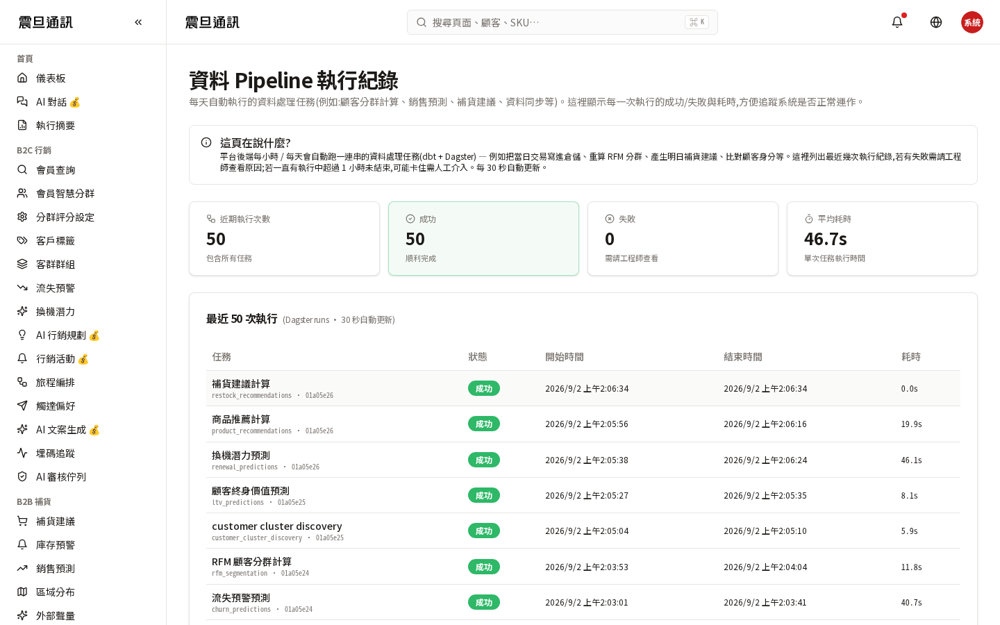 震旦通訊
震旦通訊
搜尋頁面、顧客、SKU…
⌘ K
系統
首頁
儀表板
AI 對話 💰
執行摘要
B2C 行銷
會員查詢
會員智慧分群
分群評分設定
客戶標籤
客群群組
流失預警
換機潛力
AI 行銷規劃 💰
行銷活動 💰
旅程編排
觸達偏好
AI 文案生成 💰
埋碼追蹤
AI 審核佇列
B2B 補貨
補貨建議
庫存預警
銷售預測
區域分布
外部聲量
資料 Pipeline 執行紀錄
每天自動執行的資料處理任務(例如:顧客分群計算、銷售預測、補貨建議、資料同步等)。這裡顯示每一次執行的成功/失敗與耗時,方便追蹤系統是否正常運作。
這頁在說什麼?
平台後端每小時 / 每天會自動跑一連串的資料處理任務(dbt + Dagster) — 例如把當日交易寫進倉儲、重算 RFM 分群、產生明日補貨建議、比對顧客身分等。這裡列出最近幾次執行紀錄,若有失敗需請工程
師查看原因;若一直有執行中超過 1 小時未結束,可能卡住需人工介入。每 30 秒自動更新。
近期執行次數
50
包含所有任務
成功
50
順利完成
失敗
0
需請工程師查看
平均耗時
46.7s
單次任務執行時間
最近 50 次執行 (Dagster runs • 30 秒自動更新)
任務 狀態 開始時間 結束時間 耗時
補貨建議計算
restock_recommendations • 01a05e26
成功 2026/9/2 上午2:06:34 2026/9/2 上午2:06:34 0.0s
商品推薦計算
product_recommendations • 01a05e26
成功 2026/9/2 上午2:05:56 2026/9/2 上午2:06:16 19.9s
換機潛力預測
renewal_predictions • 01a05e26
成功 2026/9/2 上午2:05:38 2026/9/2 上午2:06:24 46.1s
顧客終身價值預測
ltv_predictions • 01a05e25
成功 2026/9/2 上午2:05:27 2026/9/2 上午2:05:35 8.1s
customer cluster discovery
customer_cluster_discovery • 01a05e25
成功 2026/9/2 上午2:05:04 2026/9/2 上午2:05:10 5.9s
RFM 顧客分群計算
rfm_segmentation • 01a05e24
成功 2026/9/2 上午2:03:53 2026/9/2 上午2:04:04 11.8s
流失預警預測
churn_predictions • 01a05e24
成功 2026/9/2 上午2:03:01 2026/9/2 上午2:03:41 40.7s